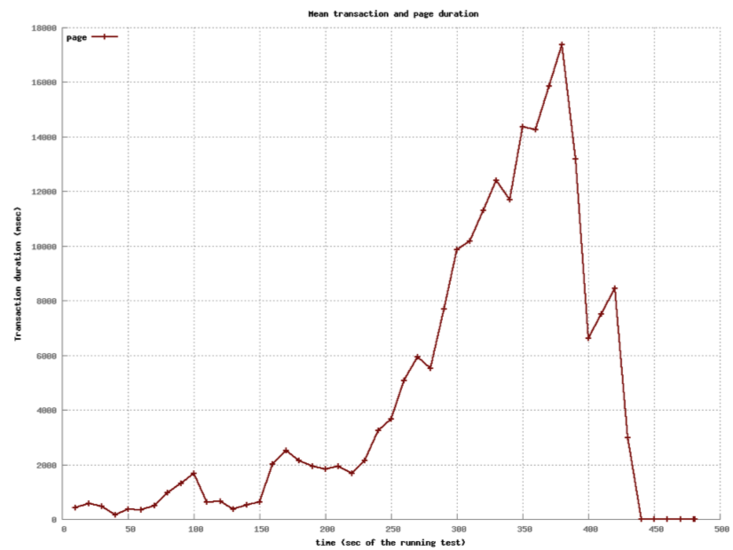 Mean transaction and page duration
page
18000
16000
14000
12000
10000
8000
6000
4000
2000
0
Transaction duration (msec)
0 50 100 150 200 250 300 350 400 450 500
time (sec of the running test)